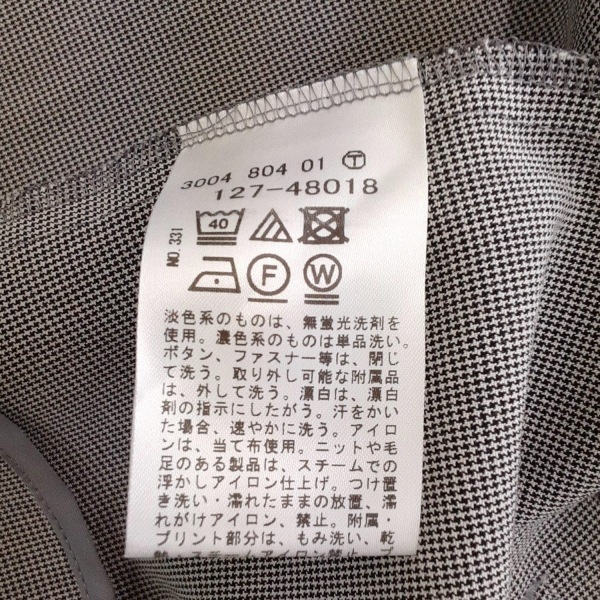 3004 804 01 Ⓣ
127-48018
NO.331
40
F W
淡色系のものは、無蛍光洗剤を
使用。濃色系のものは単品洗い。
ボタン、ファスナー等は、閉じ
て洗う。取り外し可能な附属品
は、外して洗う。漂白は、漂白
剤の指示にしたがう。汗をかい
た場合、速やかに洗う。アイロ
ンは、当て布使用。ニットや毛
足のある製品は、スチームでの
浮かしアイロン仕上げ。つけ置
き洗い・濡れたままの放置、濡
れがけアイロン、禁止。附属・
プリント部分は、もみ洗い、乾